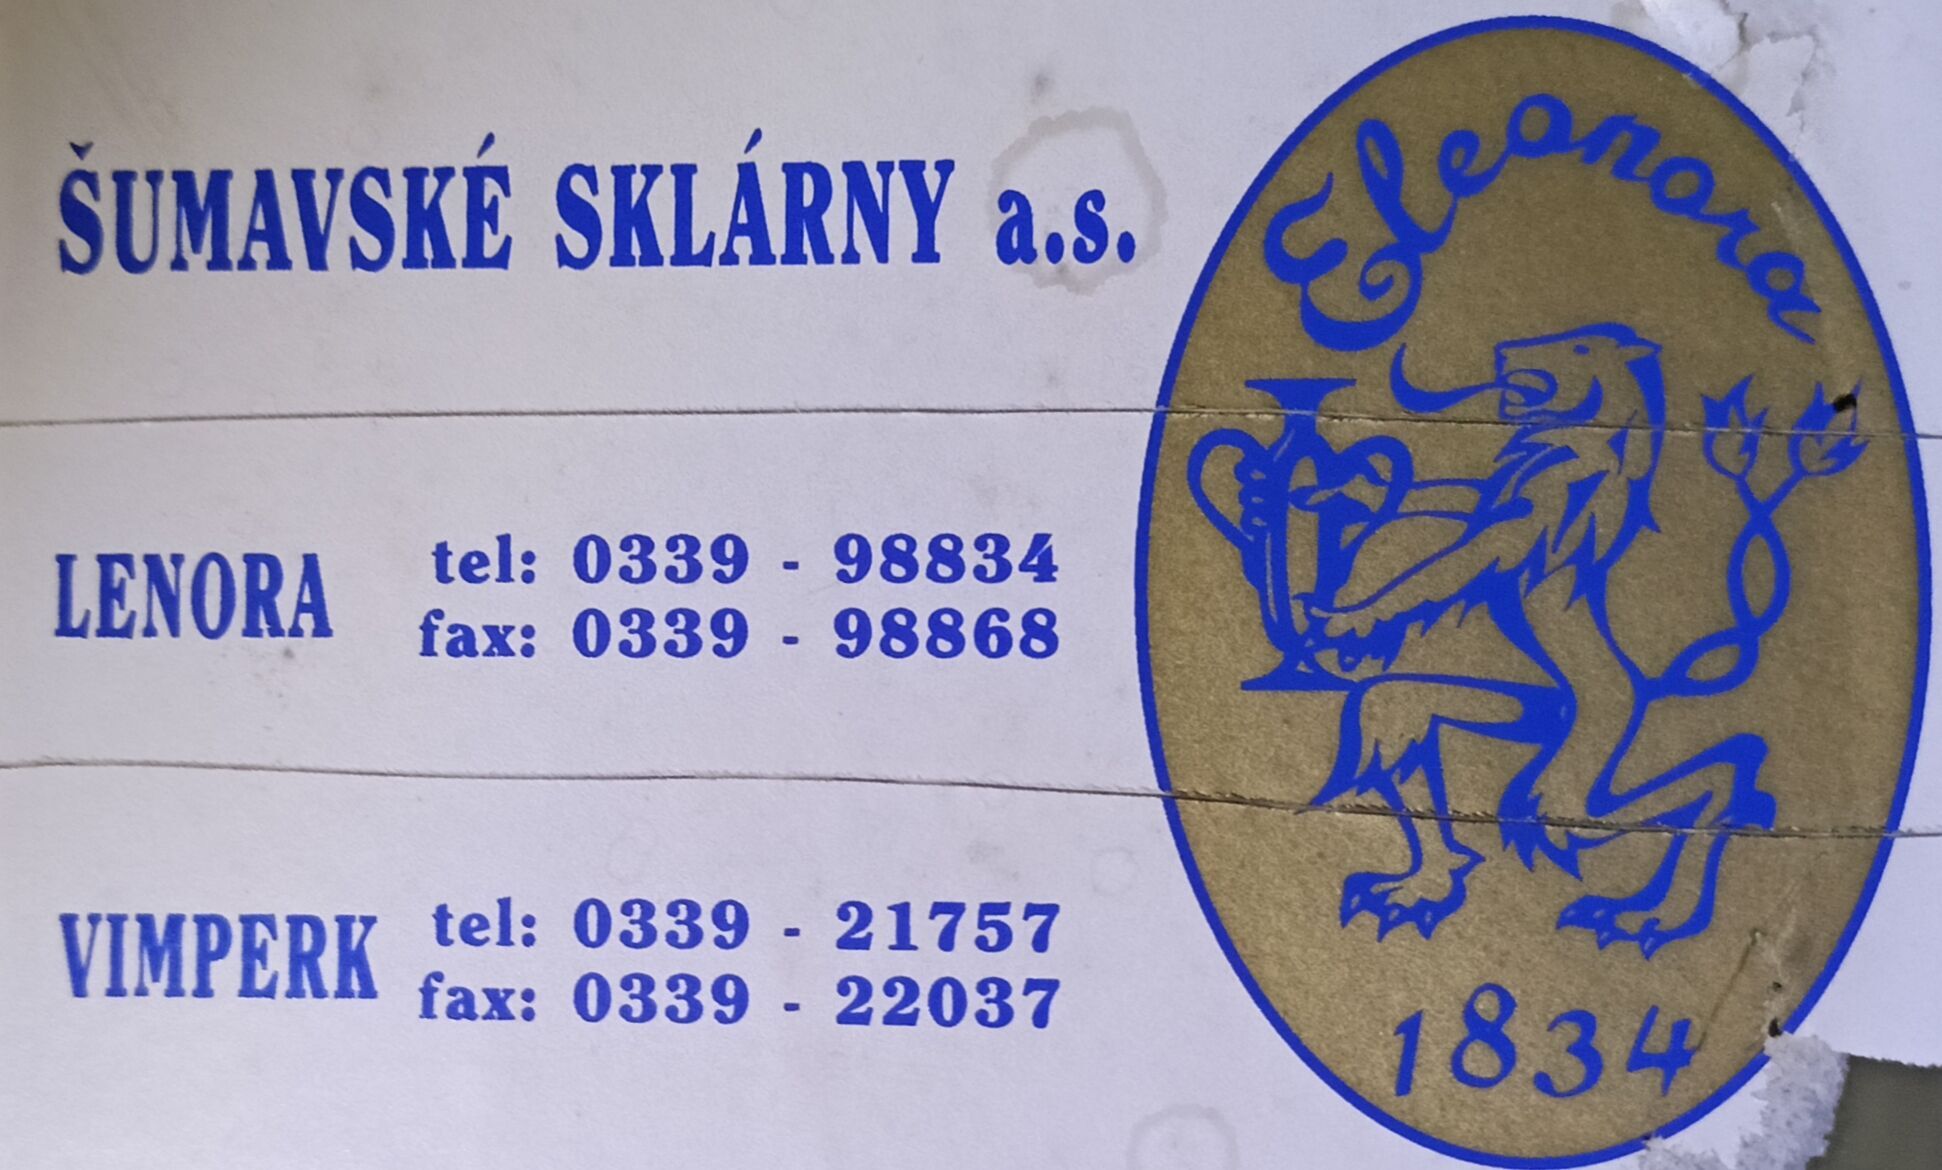 ŠUMAVSKÉ SKLÁRNY a.s.
LENORA
tel: 0339 - 98834
fax: 0339 - 98868
VIMPERK
tel: 0339 - 21757
fax: 0339 - 22037
Eleonora
1834